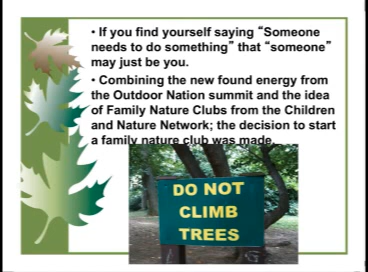 • If you find yourself saying “Someone
needs to do something” that “someone”
may just be you.
• Combining the new found energy from
the Outdoor Nation summit and the idea
of Family Nature Clubs from the Children
and Nature Network; the decision to start
a family nature club was made.
DO NOT
CLIMB
TREES